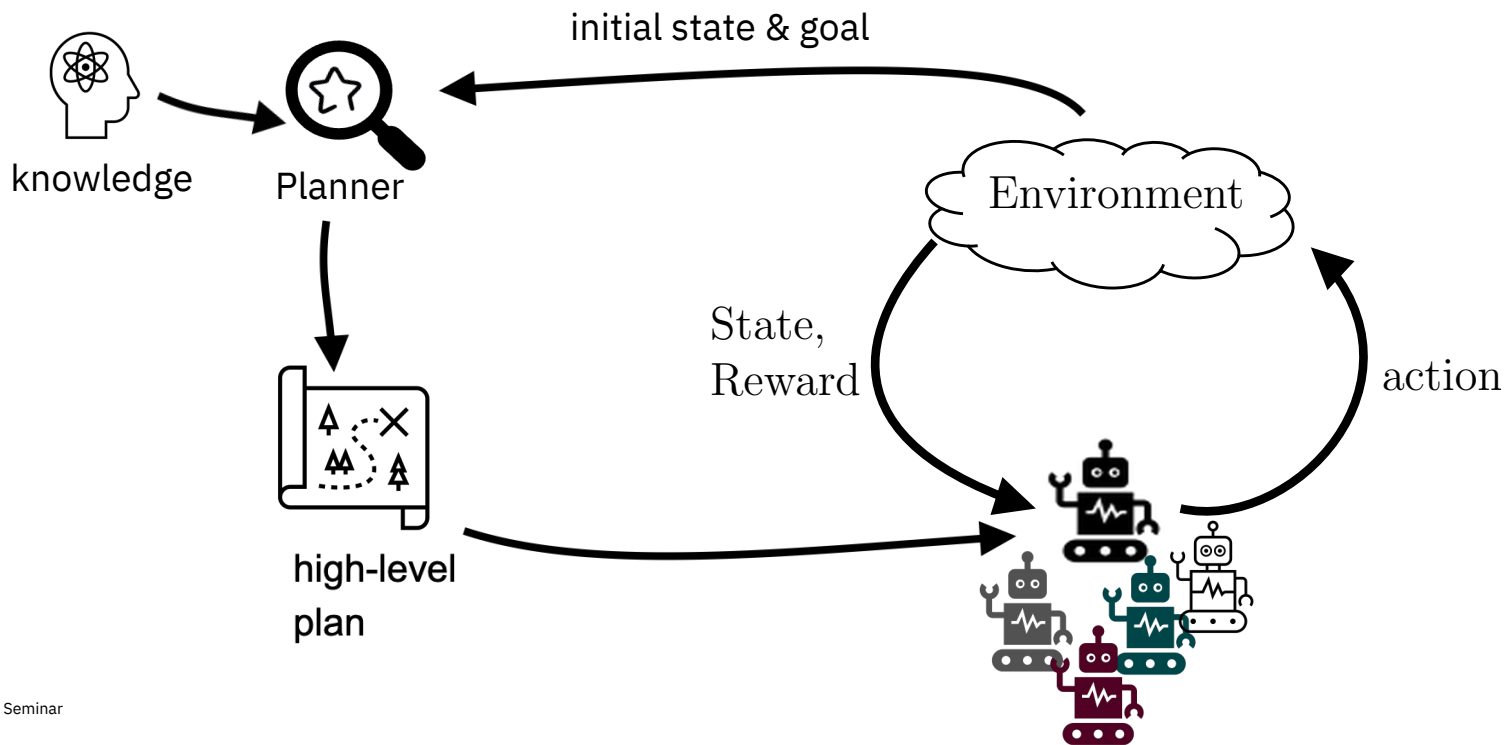 initial state & goal
knowledge
Planner
Environment
State,
Reward
action
high-level
plan
Seminar